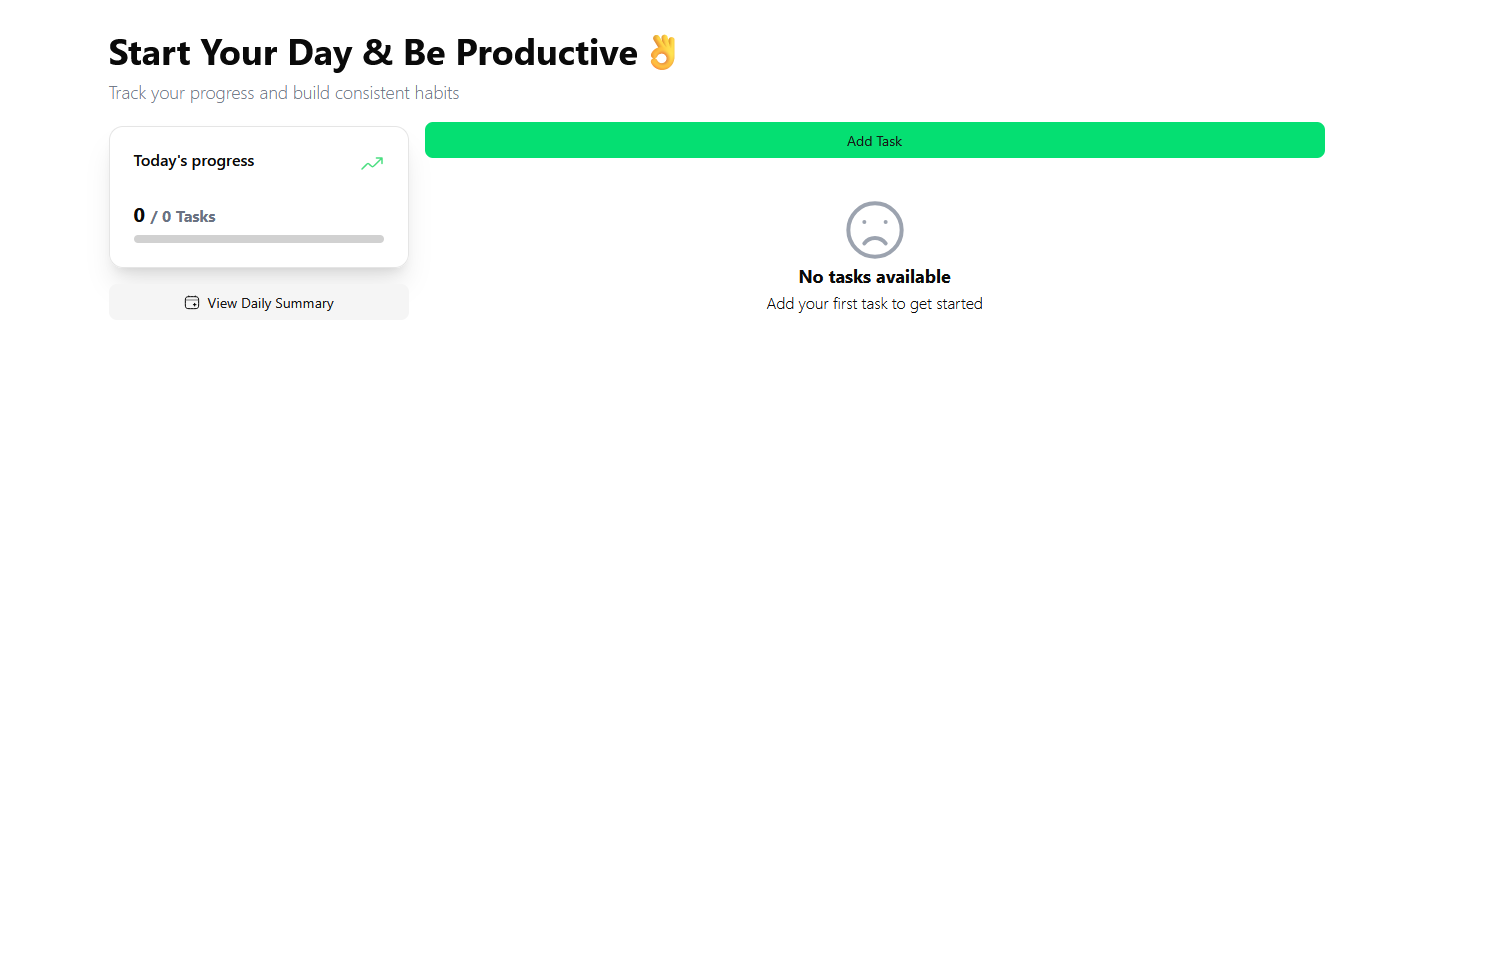 Start Your Day & Be Productive 👌
Track your progress and build consistent habits
Today's progress
0 / 0 Tasks
View Daily Summary
Add Task
No tasks available
Add your first task to get started